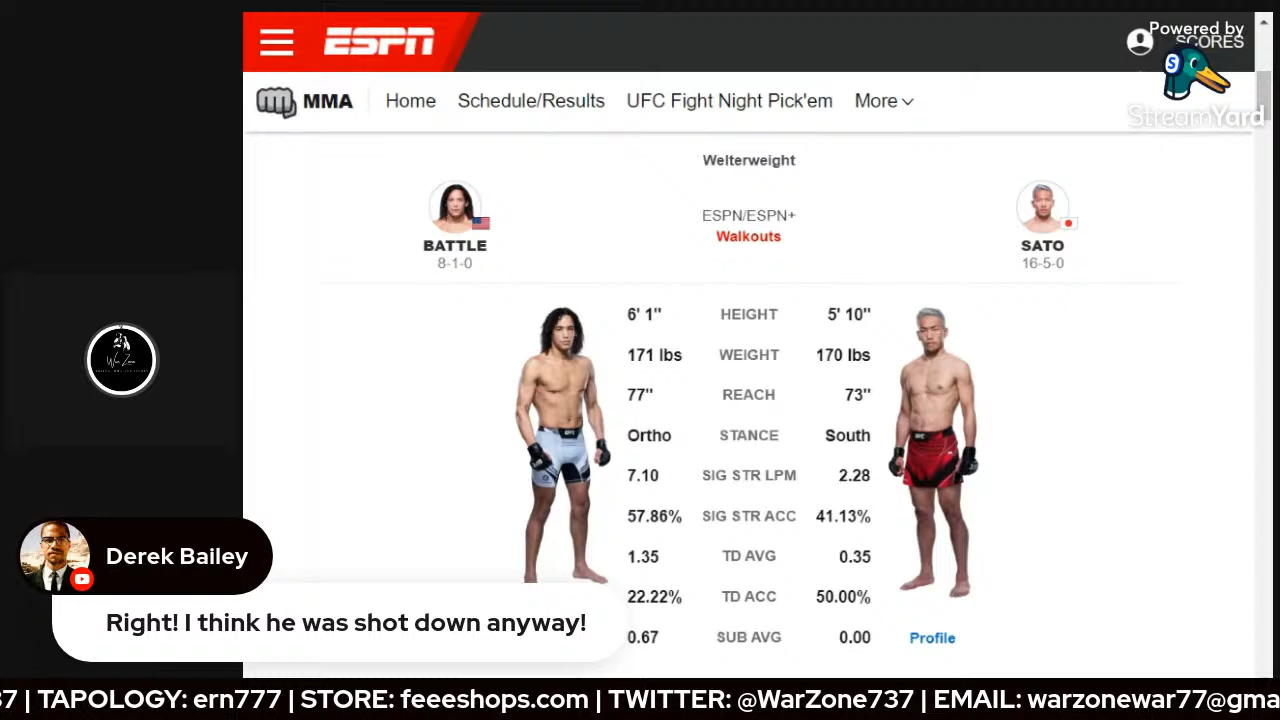 ESPN
SCORES
Powered by
StreamYard
MMA
Home
Schedule/Results
UFC Fight Night Pick'em
More
Welterweight
ESPN/ESPN+
Walkouts
BATTLE
8-1-0
SATO
16-5-0
6' 1" HEIGHT 5' 10"
171 lbs WEIGHT 170 lbs
77" REACH 73"
Ortho STANCE South
7.10 SIG STR LPM 2.28
57.86% SIG STR ACC 41.13%
1.35 TD AVG 0.35
22.22% TD ACC 50.00%
0.67 SUB AVG 0.00
Profile
War Zone
Derek Bailey
Right! I think he was shot down anyway!
37 | TAPOLOGY: ern777 | STORE: feeeshops.com | TWITTER: @WarZone737 | EMAIL: warzonewar77@gma